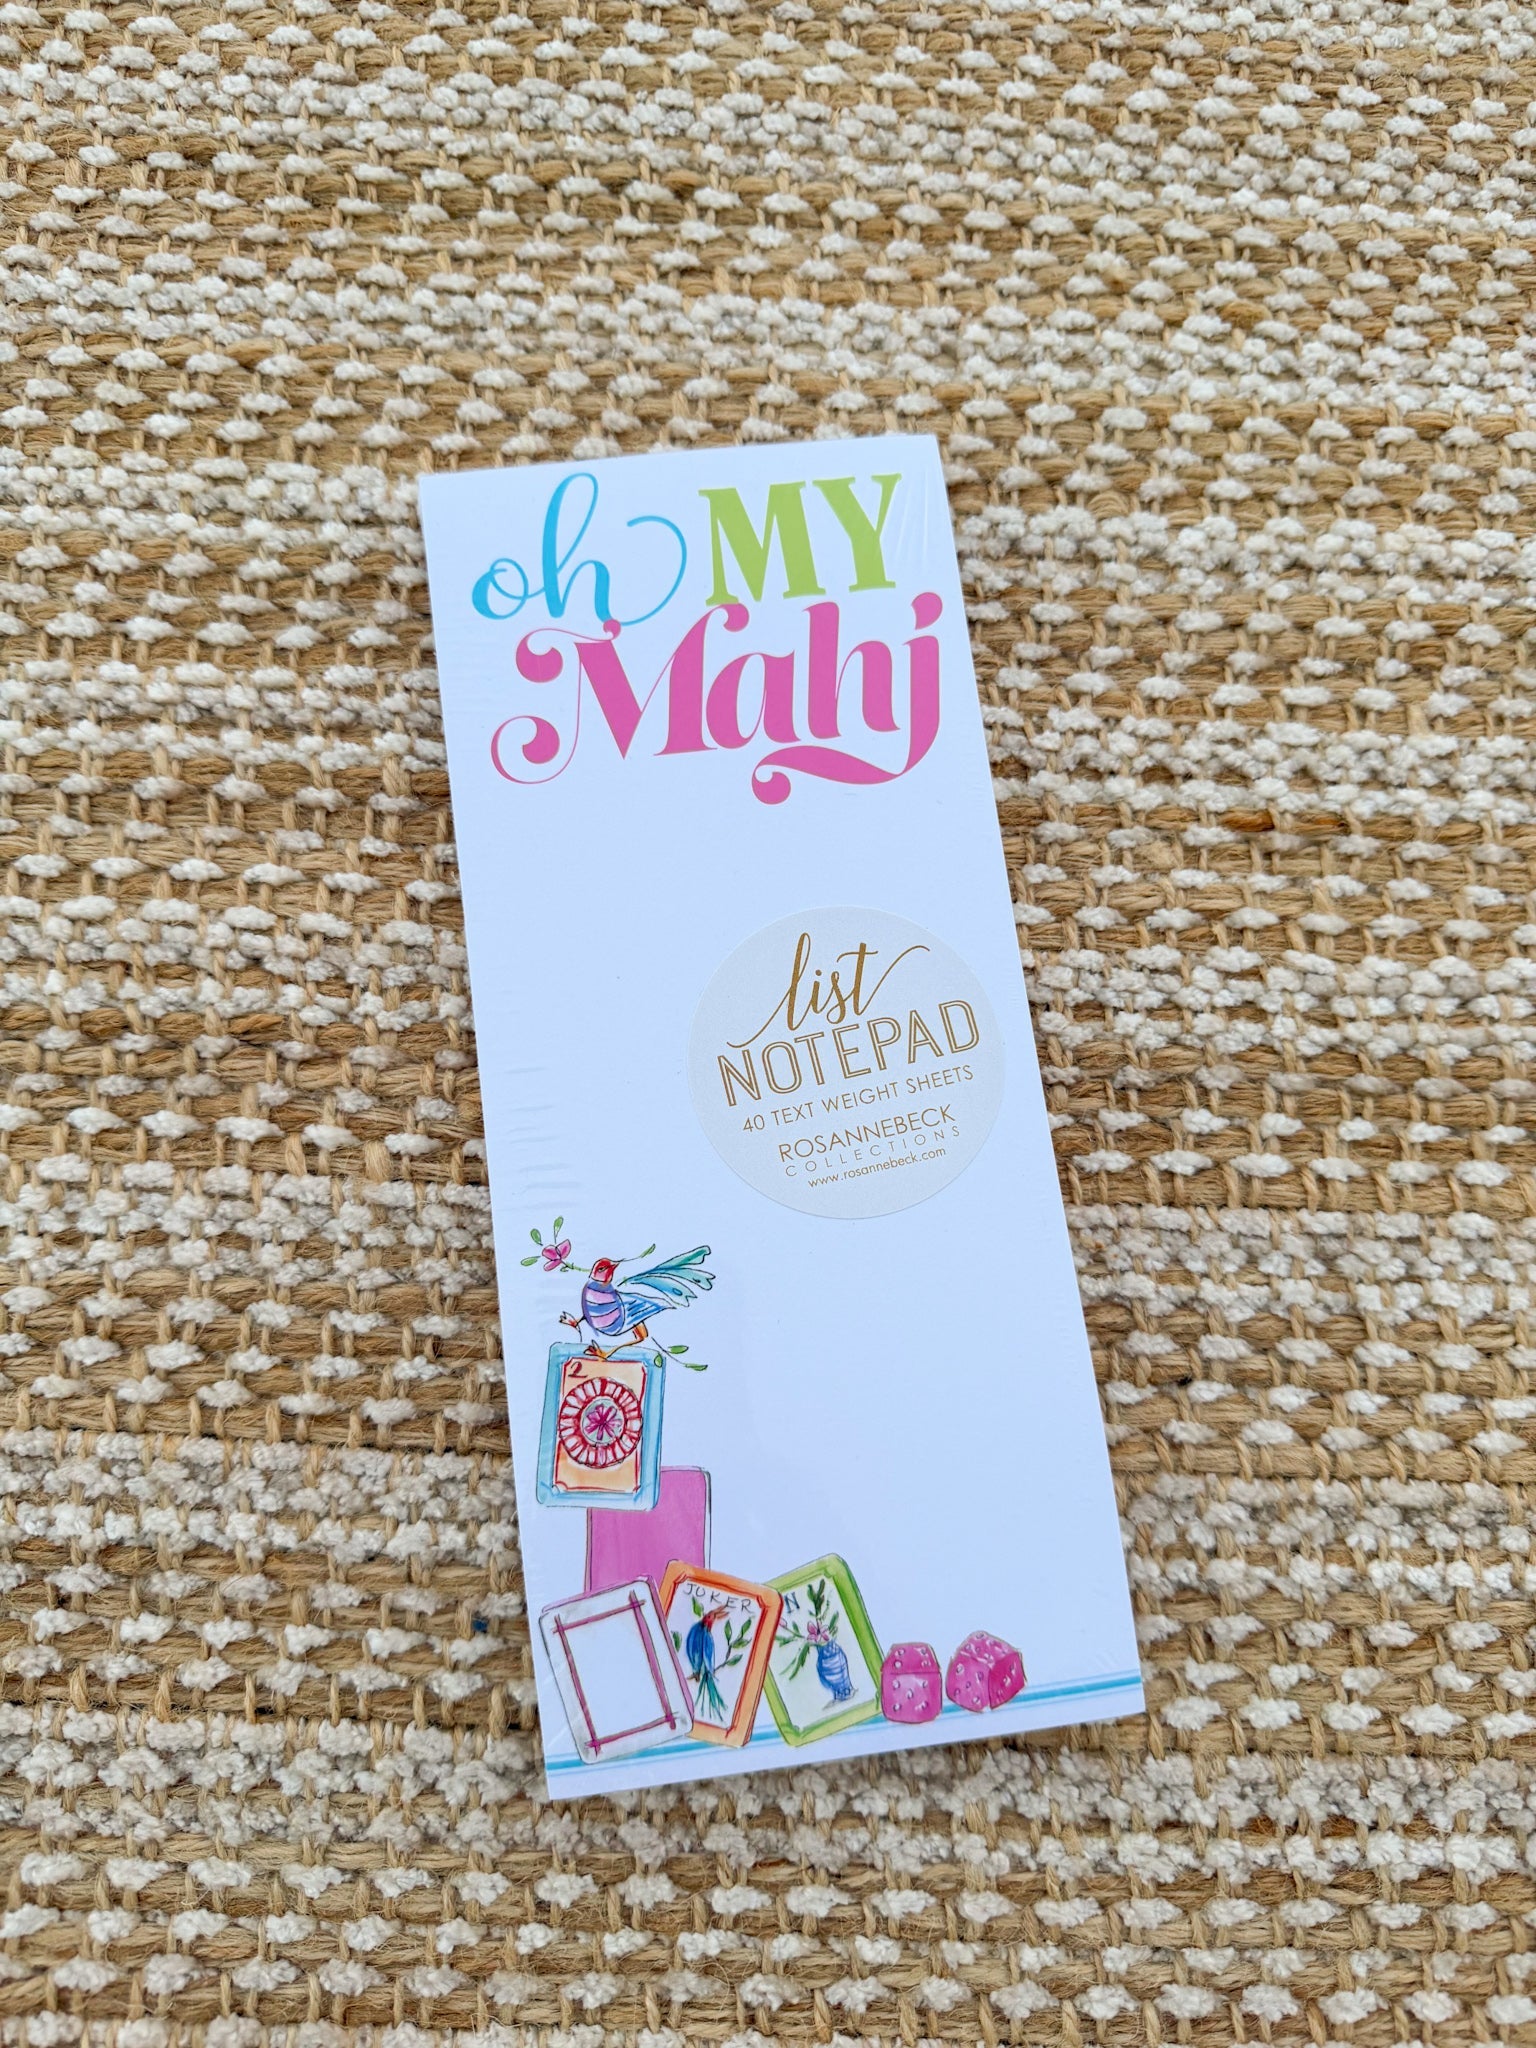 oh MY
Mahj
list
NOTEPAD
40 TEXT WEIGHT SHEETS
ROSANNEBECK
COLLECTIONS
www.rosannebeck.com
2
JOKER
N